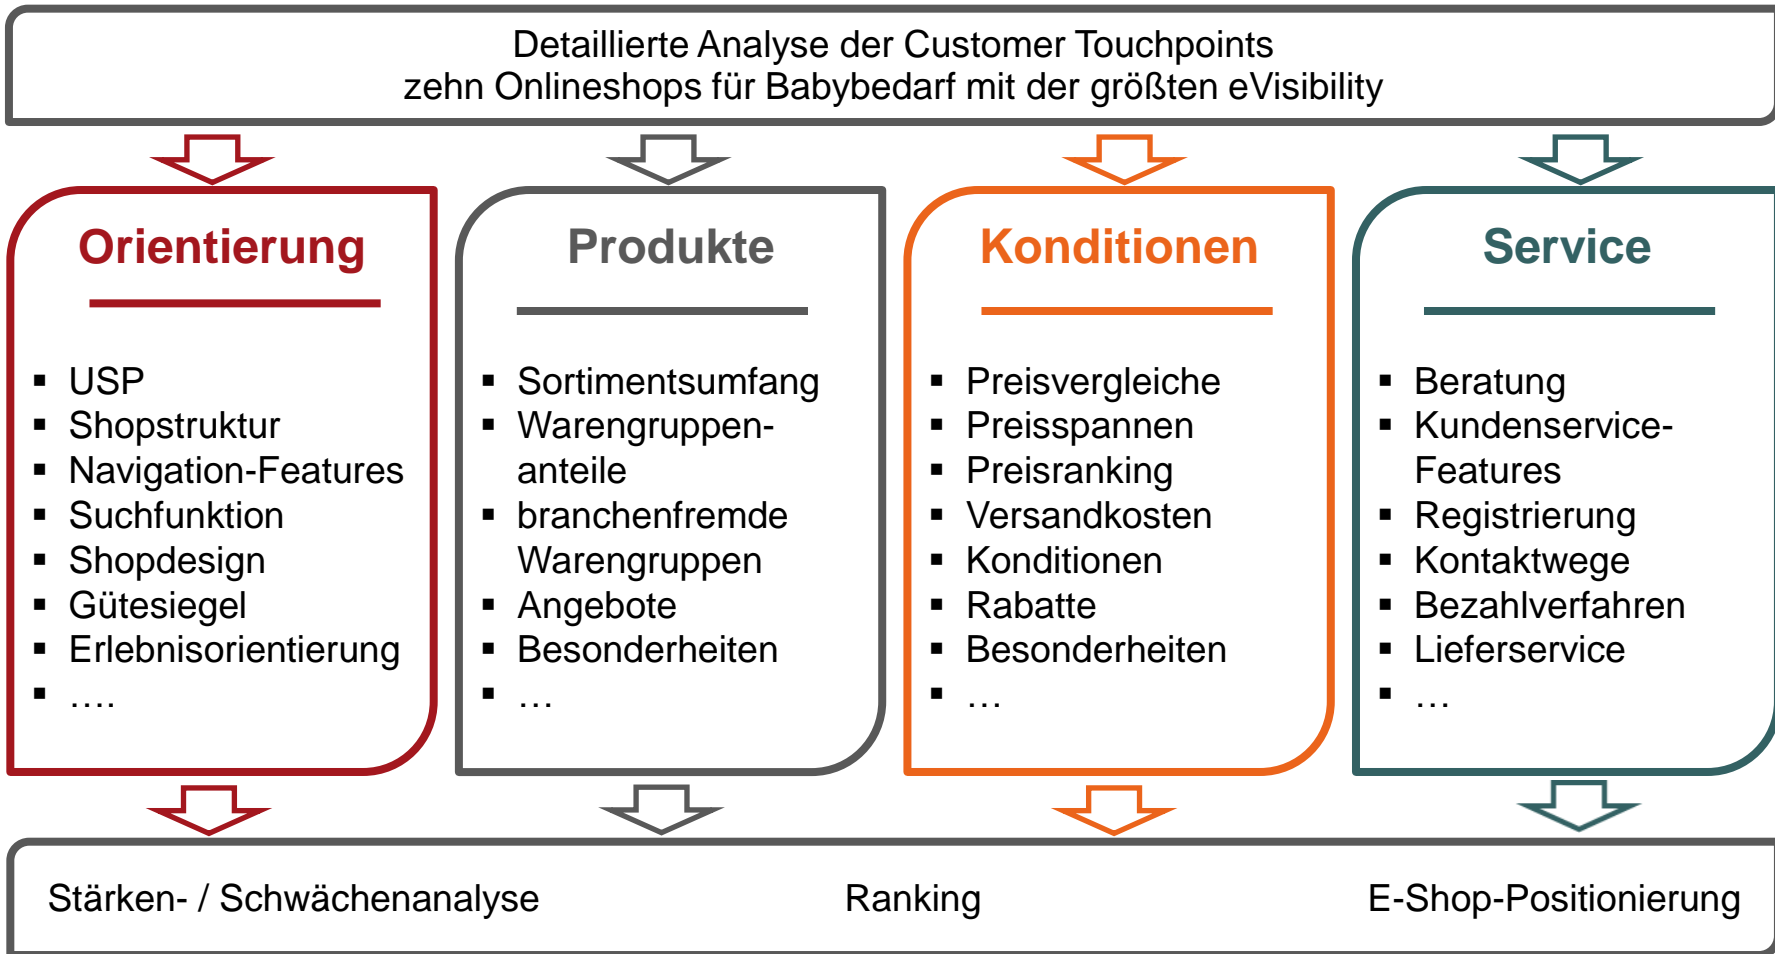 Detaillierte Analyse der Customer Touchpoints
zehn Onlineshops für Babybedarf mit der größten eVisibility
Orientierung
▪ USP
▪ Shopstruktur
▪ Navigation-Features
▪ Suchfunktion
▪ Shopdesign
▪ Gütesiegel
▪ Erlebnisorientierung
▪ ….
Produkte
▪ Sortimentsumfang
▪ Warengruppen-
anteile
▪ branchenfremde
Warengruppen
▪ Angebote
▪ Besonderheiten
▪ …
Konditionen
▪ Preisvergleiche
▪ Preisspannen
▪ Preisranking
▪ Versandkosten
▪ Konditionen
▪ Rabatte
▪ Besonderheiten
▪ …
Service
▪ Beratung
▪ Kundenservice-
Features
▪ Registrierung
▪ Kontaktwege
▪ Bezahlverfahren
▪ Lieferservice
▪ …
Stärken- / Schwächenanalyse
Ranking
E-Shop-Positionierung